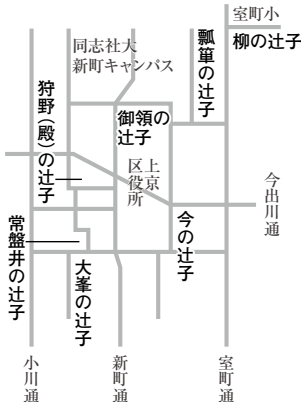 室町小
柳の辻子
瓢箪の辻子
同志社大
新町キャンパス
御領の
辻子
狩野(殿)の
辻子
上京
区役所
今出川通
今の辻子
常盤井の辻子
大峯の辻子
小川通
新町通
室町通